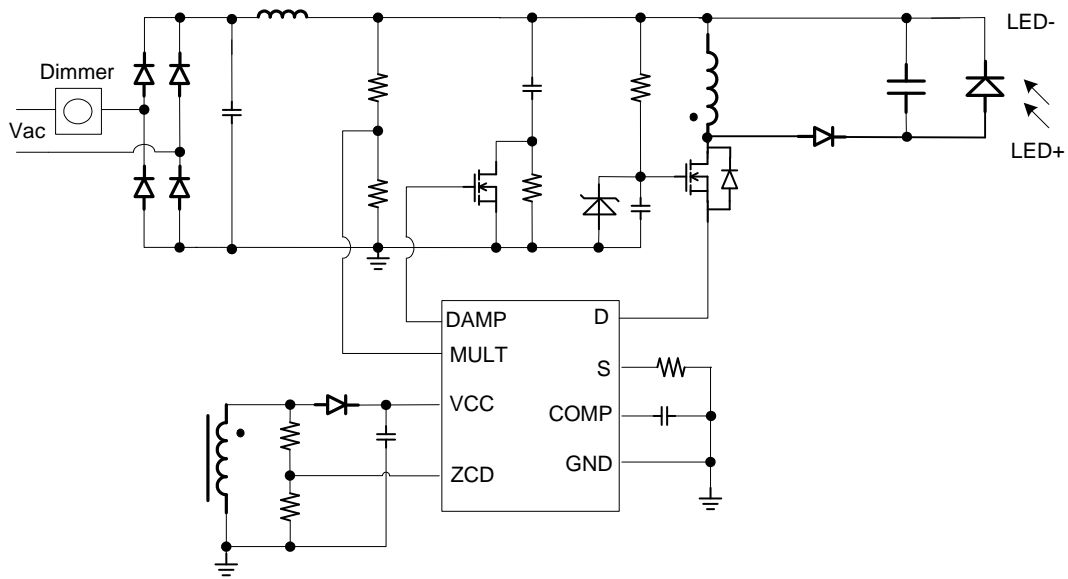 LED-
Dimmer
Vac
LED+
DAMP
D
MULT
S
VCC
COMP
ZCD
GND